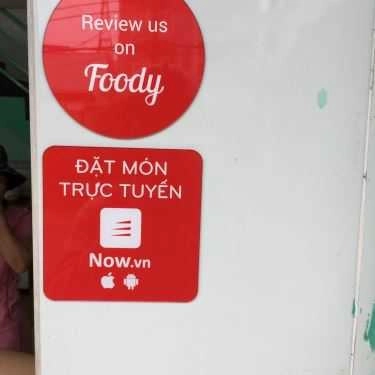 Review us
on
Foody
ĐẶT MÓN
TRỰC TUYẾN
Now.vn